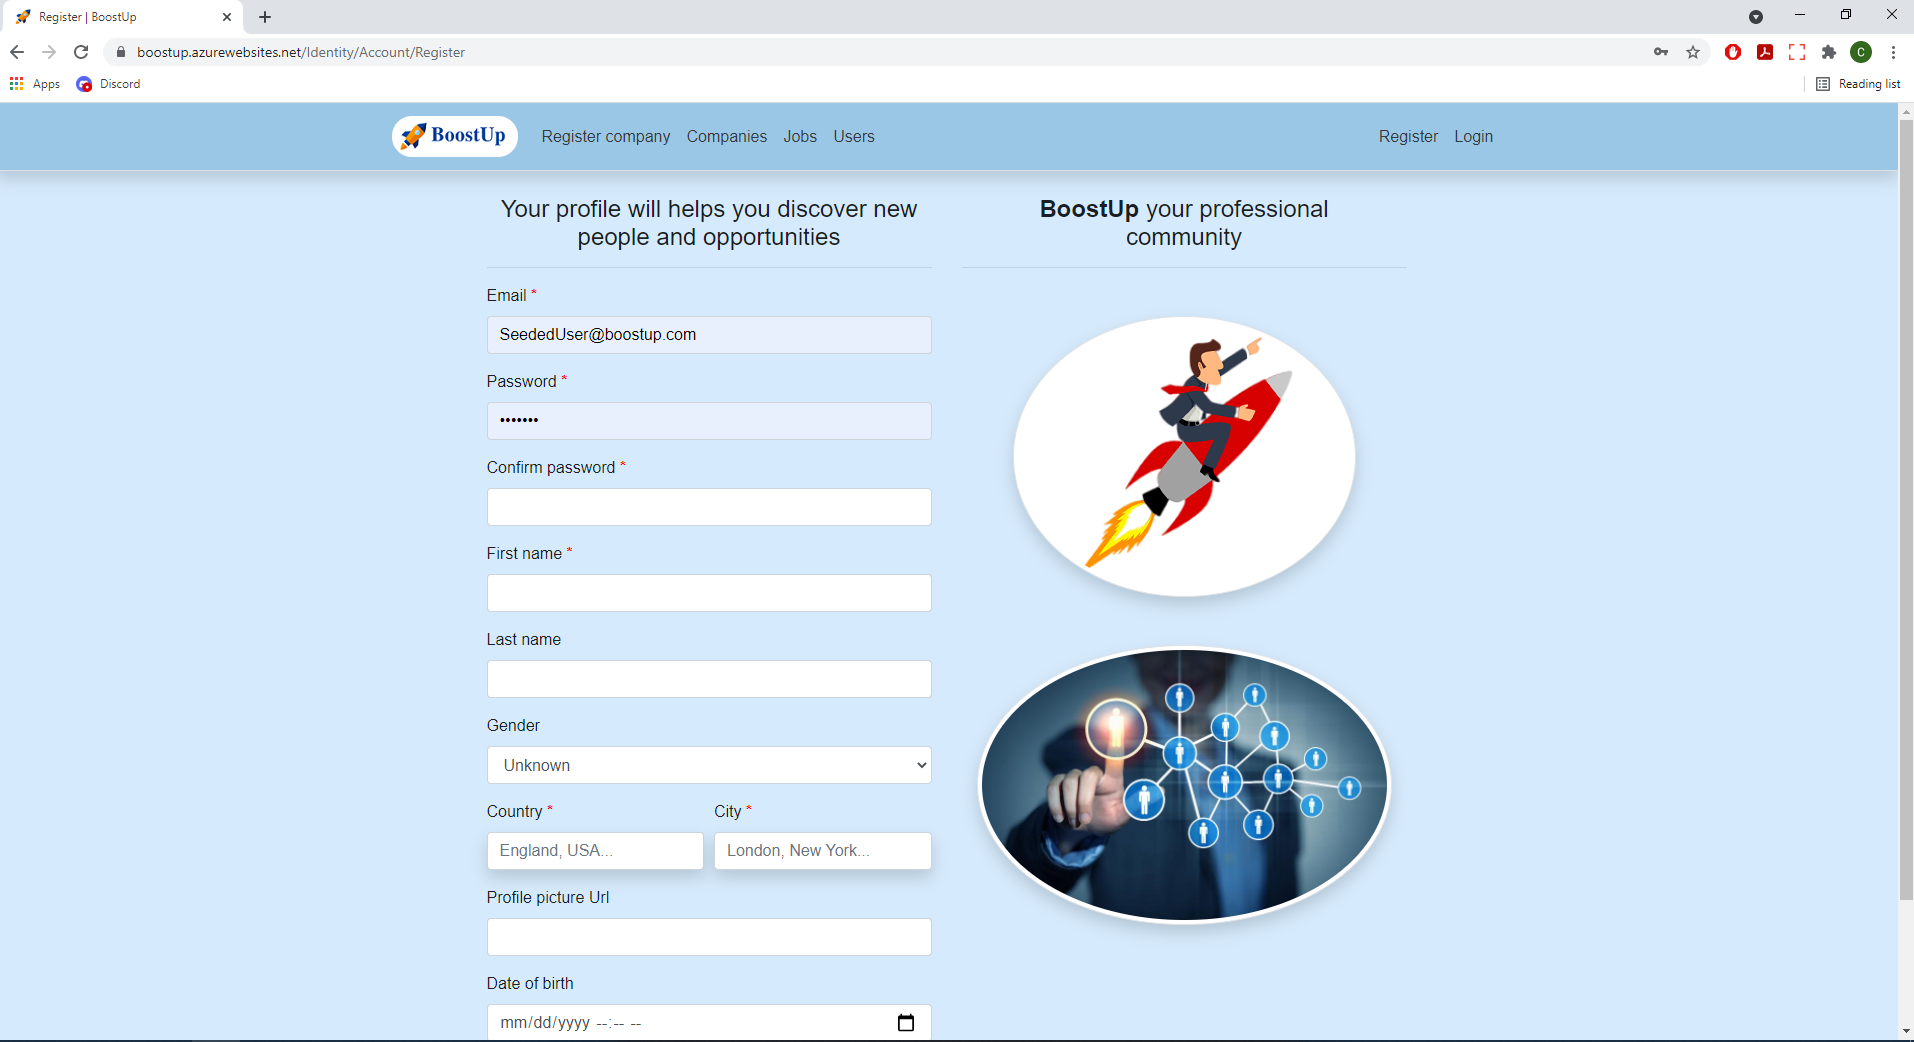 Register | BoostUp
boostup.azurewebsites.net/Identity/Account/Register
C
Apps
Discord
Reading list
BoostUp
Register company
Companies
Jobs
Users
Register
Login
Your profile will helps you discover new
people and opportunities
Email *
SeededUser@boostup.com
Password *
•••••••
Confirm password *
First name *
Last name
Gender
Unknown
Country *
City *
England, USA...
London, New York...
Profile picture Url
Date of birth
mm/dd/yyyy --:-- --
BoostUp your professional
community